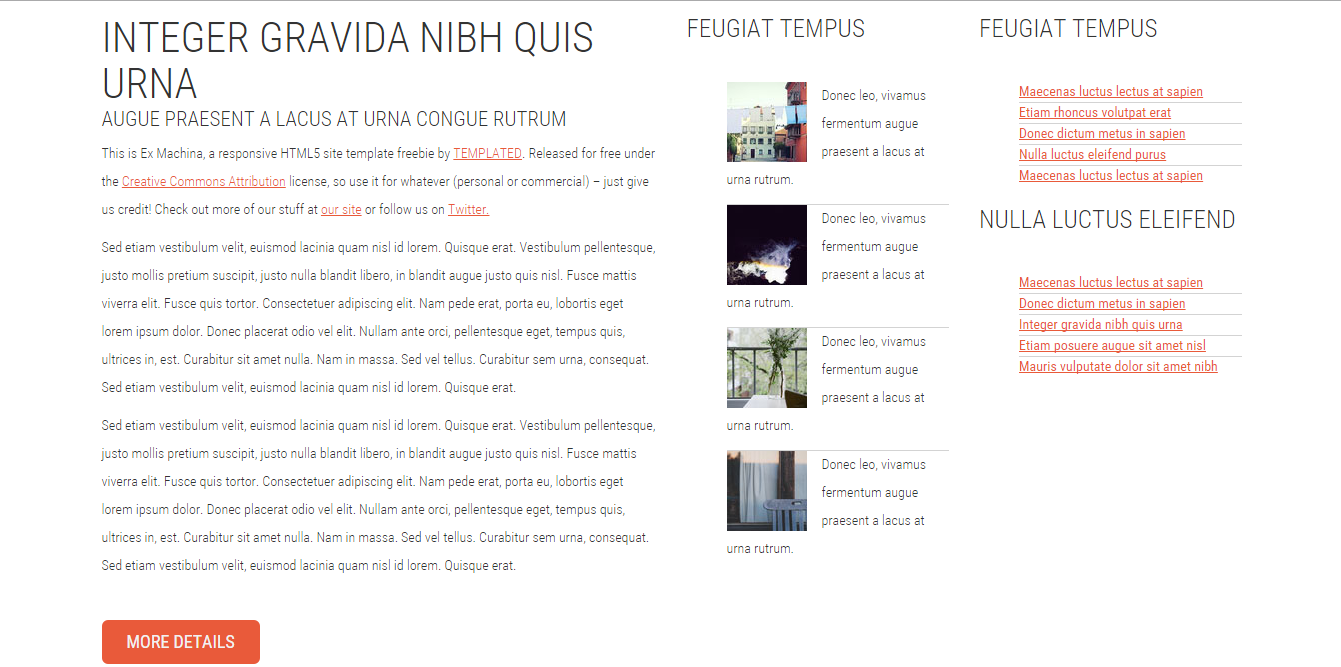 INTEGER GRAVIDA NIBH QUIS
URNA
AUGUE PRAESENT A LACUS AT URNA CONGUE RUTRUM
This is Ex Machina, a responsive HTML5 site template freebie by TEMPLATED. Released for free under
the Creative Commons Attribution license, so use it for whatever (personal or commercial) – just give
us credit! Check out more of our stuff at our site or follow us on Twitter.
Sed etiam vestibulum velit, euismod lacinia quam nisl id lorem. Quisque erat. Vestibulum pellentesque,
justo mollis pretium suscipit, justo nulla blandit libero, in blandit augue justo quis nisl. Fusce mattis
viverra elit. Fusce quis tortor. Consectetuer adipiscing elit. Nam pede erat, porta eu, lobortis eget
lorem ipsum dolor. Donec placerat odio vel elit. Nullam ante orci, pellentesque eget, tempus quis,
ultrices in, est. Curabitur sit amet nulla. Nam in massa. Sed vel tellus. Curabitur sem urna, consequat.
Sed etiam vestibulum velit, euismod lacinia quam nisl id lorem. Quisque erat.
Sed etiam vestibulum velit, euismod lacinia quam nisl id lorem. Quisque erat. Vestibulum pellentesque,
justo mollis pretium suscipit, justo nulla blandit libero, in blandit augue justo quis nisl. Fusce mattis
viverra elit. Fusce quis tortor. Consectetuer adipiscing elit. Nam pede erat, porta eu, lobortis eget
lorem ipsum dolor. Donec placerat odio vel elit. Nullam ante orci, pellentesque eget, tempus quis,
ultrices in, est. Curabitur sit amet nulla. Nam in massa. Sed vel tellus. Curabitur sem urna, consequat.
Sed etiam vestibulum velit, euismod lacinia quam nisl id lorem. Quisque erat.
MORE DETAILS
FEUGIAT TEMPUS
Donec leo, vivamus
fermentum augue
praesent a lacus at
urna rutrum.
Donec leo, vivamus
fermentum augue
praesent a lacus at
urna rutrum.
Donec leo, vivamus
fermentum augue
praesent a lacus at
urna rutrum.
Donec leo, vivamus
fermentum augue
praesent a lacus at
urna rutrum.
FEUGIAT TEMPUS
Maecenas luctus lectus at sapien
Etiam rhoncus volutpat erat
Donec dictum metus in sapien
Nulla luctus eleifend purus
Maecenas luctus lectus at sapien
NULLA LUCTUS ELEIFEND
Maecenas luctus lectus at sapien
Donec dictum metus in sapien
Integer gravida nibh quis urna
Etiam posuere augue sit amet nisl
Mauris vulputate dolor sit amet nibh